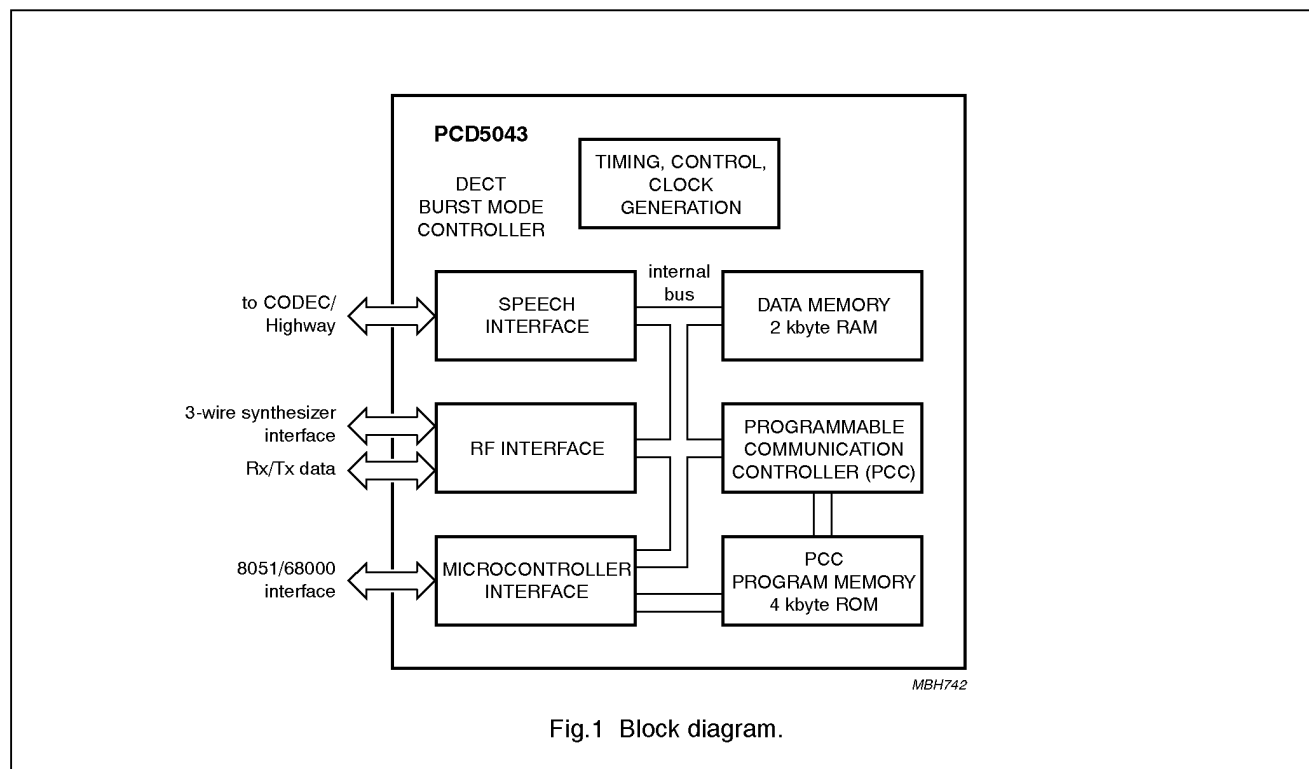 PCD5043
DECT
BURST MODE
CONTROLLER
TIMING, CONTROL,
CLOCK
GENERATION
to CODEC/
Highway
SPEECH
INTERFACE
internal
bus
DATA MEMORY
2 kbyte RAM
3-wire synthesizer
interface
Rx/Tx data
RF INTERFACE
PROGRAMMABLE
COMMUNICATION
CONTROLLER (PCC)
8051/68000
interface
MICROCONTROLLER
INTERFACE
PCC
PROGRAM MEMORY
4 kbyte ROM
MBH742
Fig.1 Block diagram.